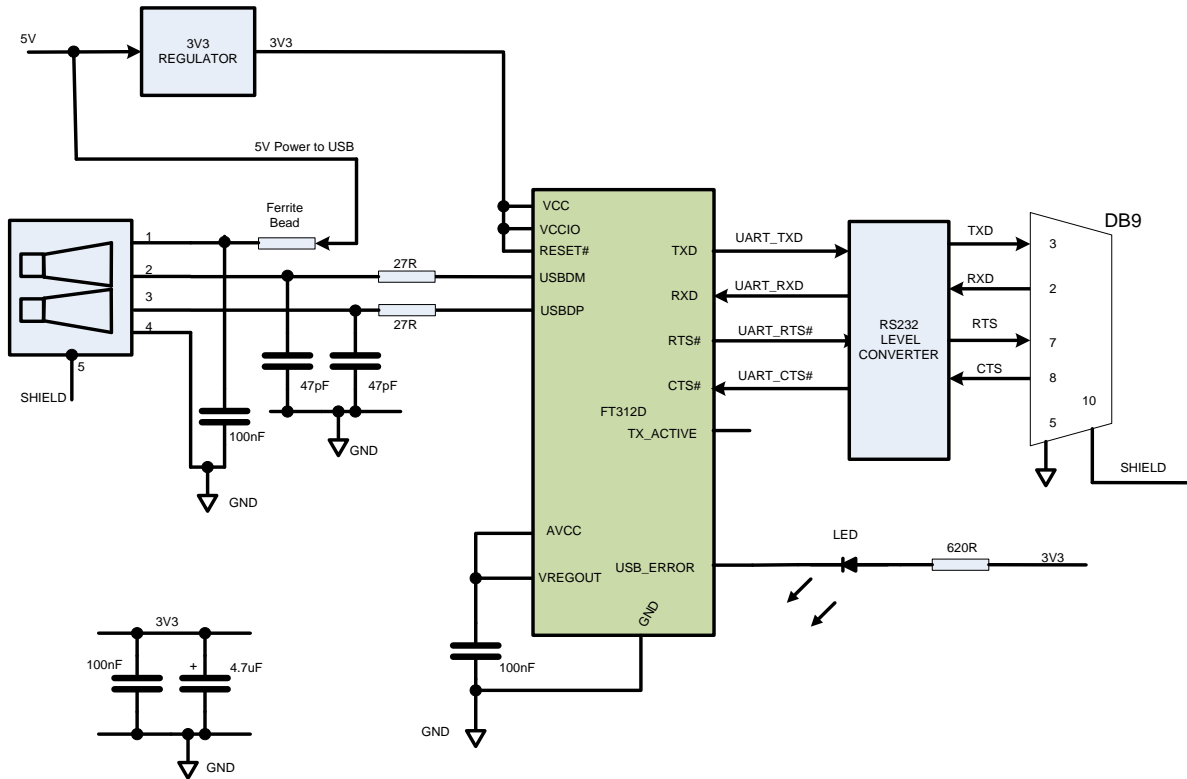 5V
3V3
REGULATOR
3V3
5V Power to USB
Ferrite
Bead
1
2
3
4
5
SHIELD
27R
27R
47pF
47pF
100nF
GND
GND
VCC
VCCIO
RESET#
USBDM
USBDP
TXD
RXD
RTS#
CTS#
FT312D
TX_ACTIVE
AVCC
VREGOUT
USB_ERROR
GND
UART_TXD
UART_RXD
UART_RTS#
UART_CTS#
RS232
LEVEL
CONVERTER
TXD
RXD
RTS
CTS
DB9
3
2
7
8
10
5
SHIELD
LED
620R
3V3
100nF
GND
3V3
100nF
+
4.7uF
GND